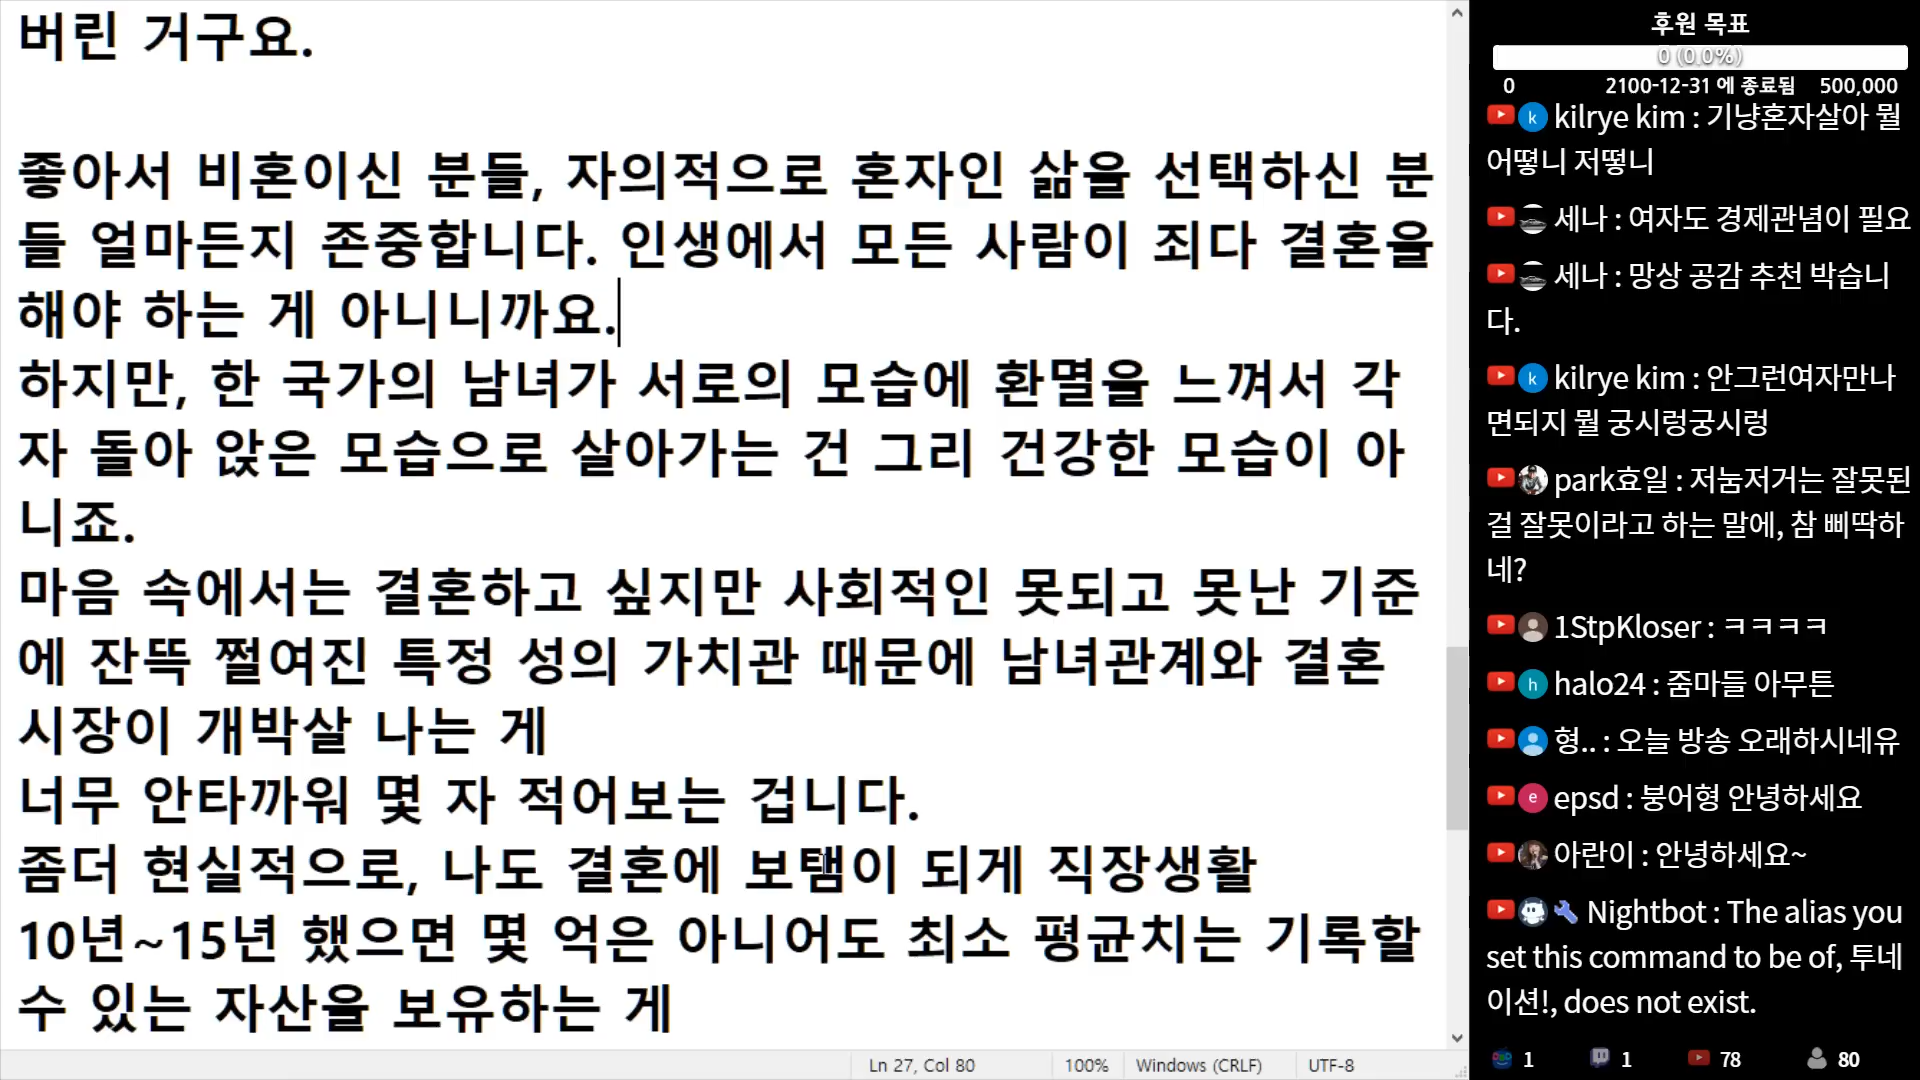 버린 거구요.
좋아서 비혼이신 분들, 자의적으로 혼자인 삶을 선택하신 분
들 얼마든지 존중합니다. 인생에서 모든 사람이 죄다 결혼을
해야 하는 게 아니니까요.
하지만, 한 국가의 남녀가 서로의 모습에 환멸을 느껴서 각
자 돌아 앉은 모습으로 살아가는 건 그리 건강한 모습이 아
니죠.
마음 속에서는 결혼하고 싶지만 사회적인 못되고 못난 기준
에 잔뜩 쩔여진 특정 성의 가치관 때문에 남녀관계와 결혼
시장이 개박살 나는 게
너무 안타까워 몇 자 적어보는 겁니다.
좀더 현실적으로, 나도 결혼에 보탬이 되게 직장생활
10년~15년 했으면 몇 억은 아니어도 최소 평균치는 기록할
수 있는 자산을 보유하는 게
Ln 27, Col 80
100%
Windows (CRLF)
UTF-8
후원 목표
0 (0.0%)
0 2100-12-31 에 종료됨 500,000
k kilrye kim : 기냥혼자살아 뭘
어떻니 저떻니
세나 : 여자도 경제관념이 필요
세나 : 망상 공감 추천 박습니
다.
k kilrye kim : 안그런여자만나
면되지 뭘 궁시렁궁시렁
park효일 : 저눔저거는 잘못된
걸 잘못이라고 하는 말에, 참 삐딱하
네?
1StpKloser : ㅋㅋㅋㅋ
h halo24 : 줌마들 아무튼
형.. : 오늘 방송 오래하시네유
e epsd : 붕어형 안녕하세요
아란이 : 안녕하세요~
Nightbot : The alias you
set this command to be of, 투네
이션!, does not exist.
1 1 78 80